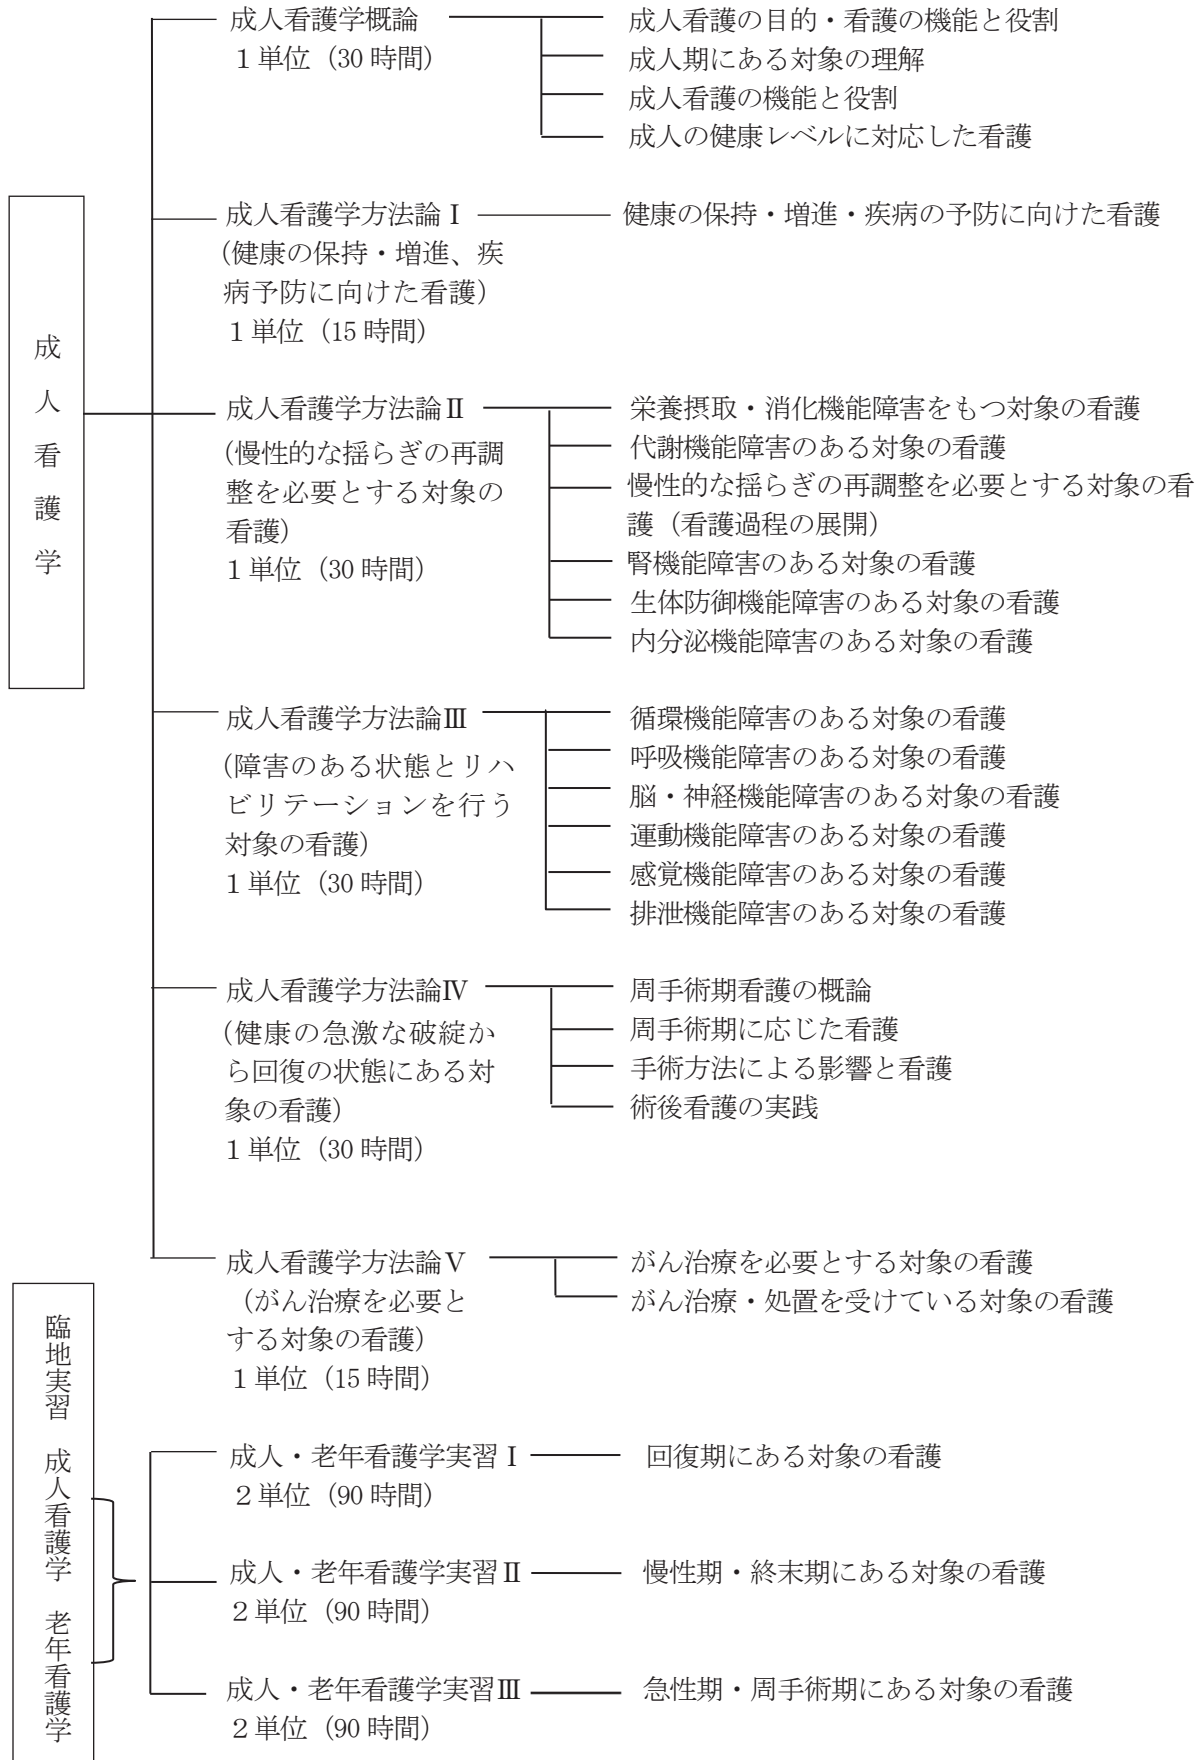 成人看護学
成人看護学概論
１単位（30 時間）
成人看護の目的・看護の機能と役割
成人期にある対象の理解
成人看護の機能と役割
成人の健康レベルに対応した看護
成人看護学方法論Ⅰ
(健康の保持・増進、疾
病予防に向けた看護）
１単位（15 時間）
健康の保持・増進・疾病の予防に向けた看護
成人看護学方法論Ⅱ
(慢性的な揺らぎの再調
整を必要とする対象の
看護）
１単位（30 時間）
栄養摂取・消化機能障害をもつ対象の看護
代謝機能障害のある対象の看護
慢性的な揺らぎの再調整を必要とする対象の看
護（看護過程の展開）
腎機能障害のある対象の看護
生体防御機能障害のある対象の看護
内分泌機能障害のある対象の看護
成人看護学方法論Ⅲ
(障害のある状態とリハ
ビリテーションを行う
対象の看護）
１単位（30 時間）
循環機能障害のある対象の看護
呼吸機能障害のある対象の看護
脳・神経機能障害のある対象の看護
運動機能障害のある対象の看護
感覚機能障害のある対象の看護
排泄機能障害のある対象の看護
成人看護学方法論Ⅳ
(健康の急激な破綻か
ら回復の状態にある対
象の看護）
１単位（30 時間）
周手術期看護の概論
周手術期に応じた看護
手術方法による影響と看護
術後看護の実践
成人看護学方法論Ⅴ
（がん治療を必要と
する対象の看護）
１単位（15 時間）
がん治療を必要とする対象の看護
がん治療・処置を受けている対象の看護
臨地実習　成人看護学　老年看護学
成人・老年看護学実習Ⅰ
２単位（90 時間）
回復期にある対象の看護
成人・老年看護学実習Ⅱ
２単位（90 時間）
慢性期・終末期にある対象の看護
成人・老年看護学実習Ⅲ
２単位（90 時間）
急性期・周手術期にある対象の看護